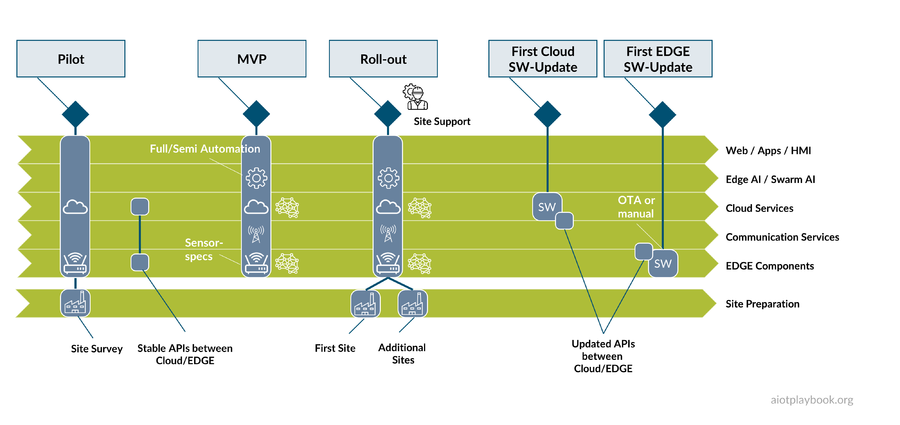 Pilot
MVP
Roll-out
First Cloud
SW-Update
First EDGE
SW-Update
Site Support
Full/Semi Automation
Web / Apps / HMI
Edge AI / Swarm AI
OTA or
manual
SW
Cloud Services
Communication Services
Sensor-
specs
SW
EDGE Components
Site Preparation
Site Survey
Stable APIs between
Cloud/EDGE
First Site
Additional
Sites
Updated APIs
between
Cloud/EDGE
aiotplaybook.org